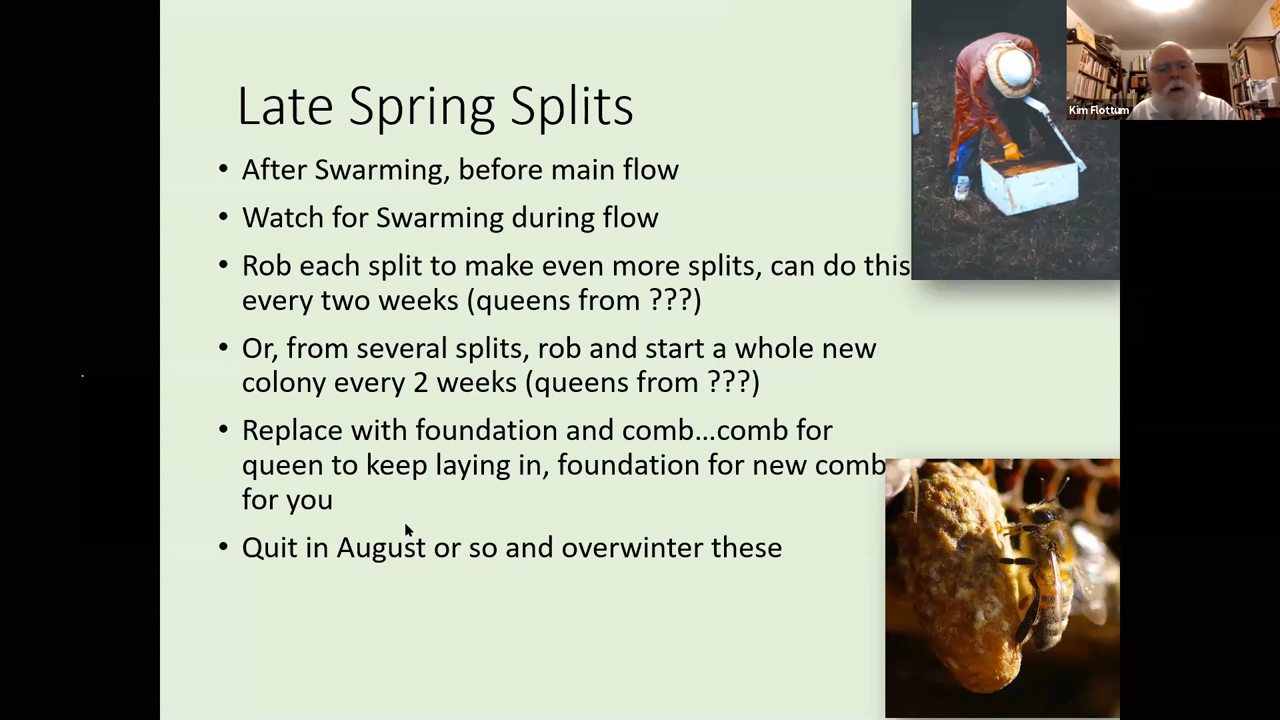 Late Spring Splits
• After Swarming, before main flow
• Watch for Swarming during flow
• Rob each split to make even more splits, can do this
every two weeks (queens from ???)
• Or, from several splits, rob and start a whole new
colony every 2 weeks (queens from ???)
• Replace with foundation and comb…comb for
queen to keep laying in, foundation for new comb
for you
• Quit in August or so and overwinter these
Kim Flottum